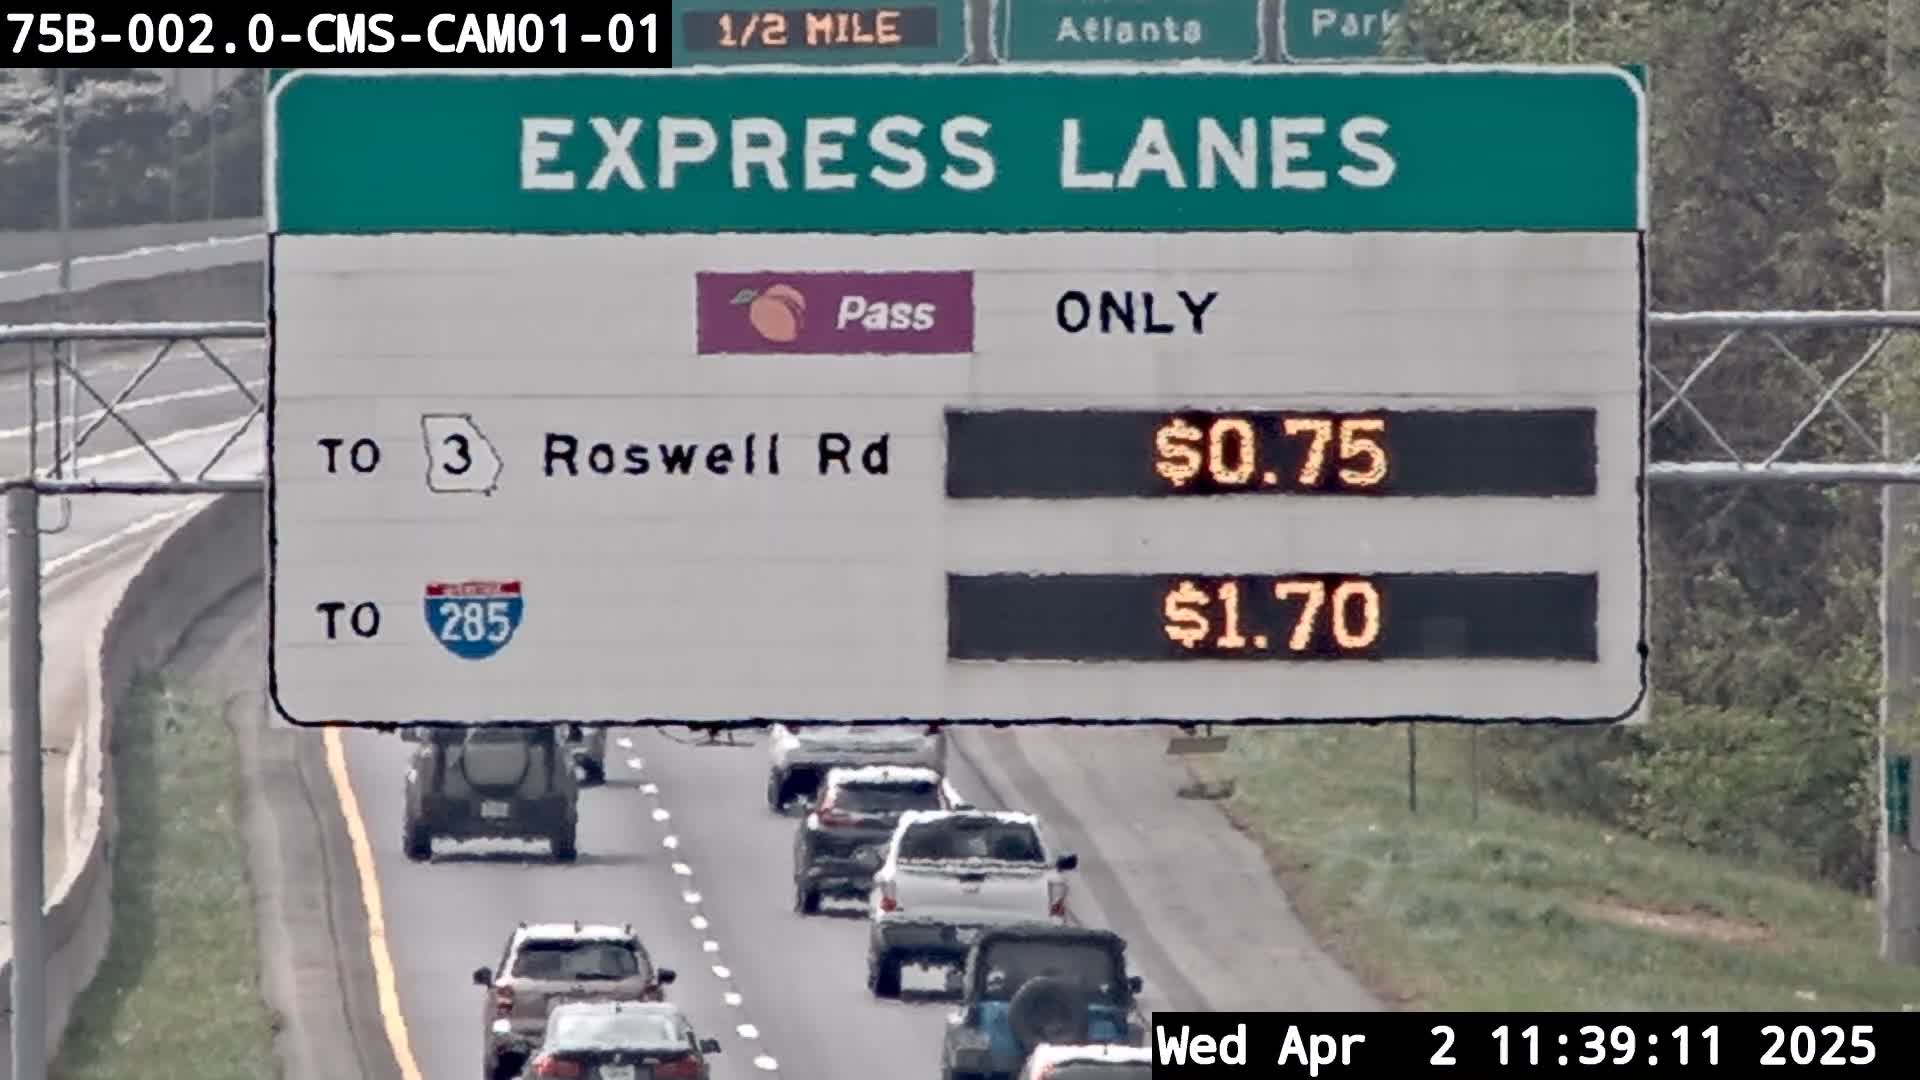 75B-002.0-CMS-CAM01-01
1/2 MILE
Atlanta
Park
EXPRESS LANES
Pass ONLY
TO 3 Roswell Rd $0.75
TO 285 $1.70
Wed Apr 2 11:39:11 2025